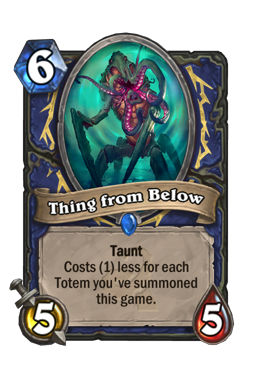 6
Thing from Below
Taunt
Costs (1) less for each
Totem you've summoned
this game.
5
5